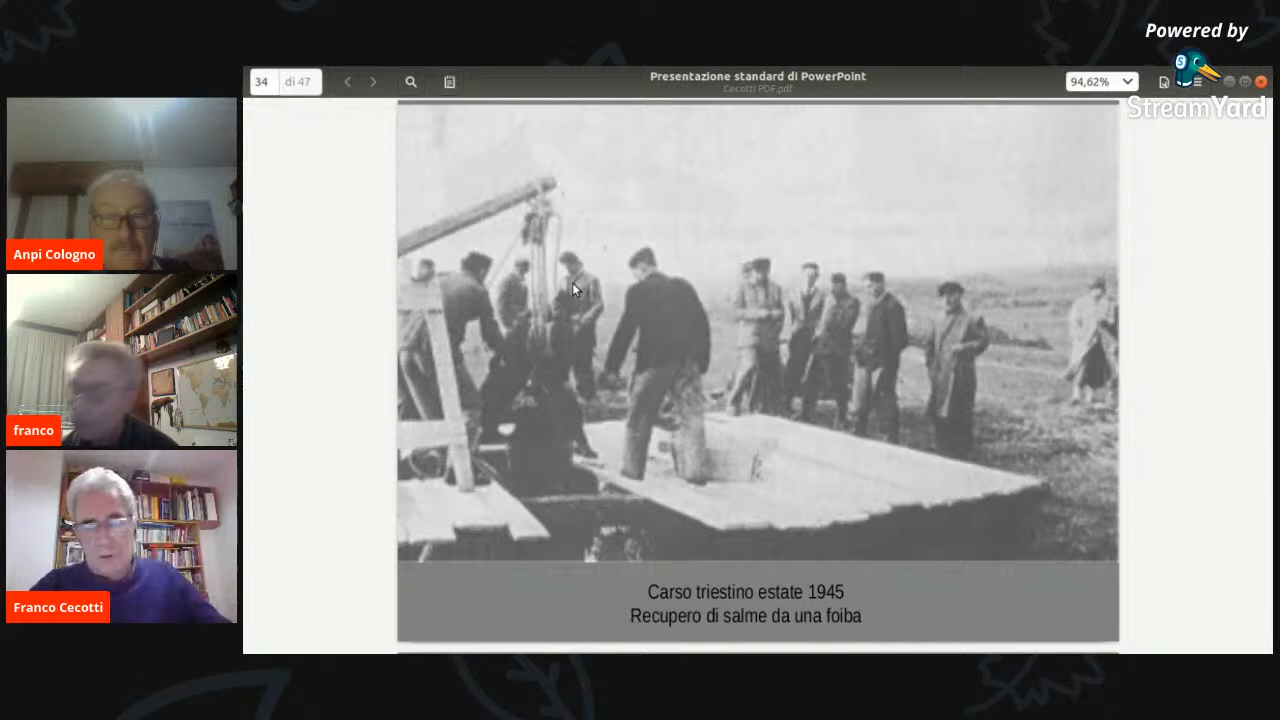 Powered by
StreamYard
34 di 47
Presentazione standard di PowerPoint
Cecotti PDF.pdf
94,62%
Anpi Cologno
franco
Franco Cecotti
Carso triestino estate 1945
Recupero di salme da una foiba